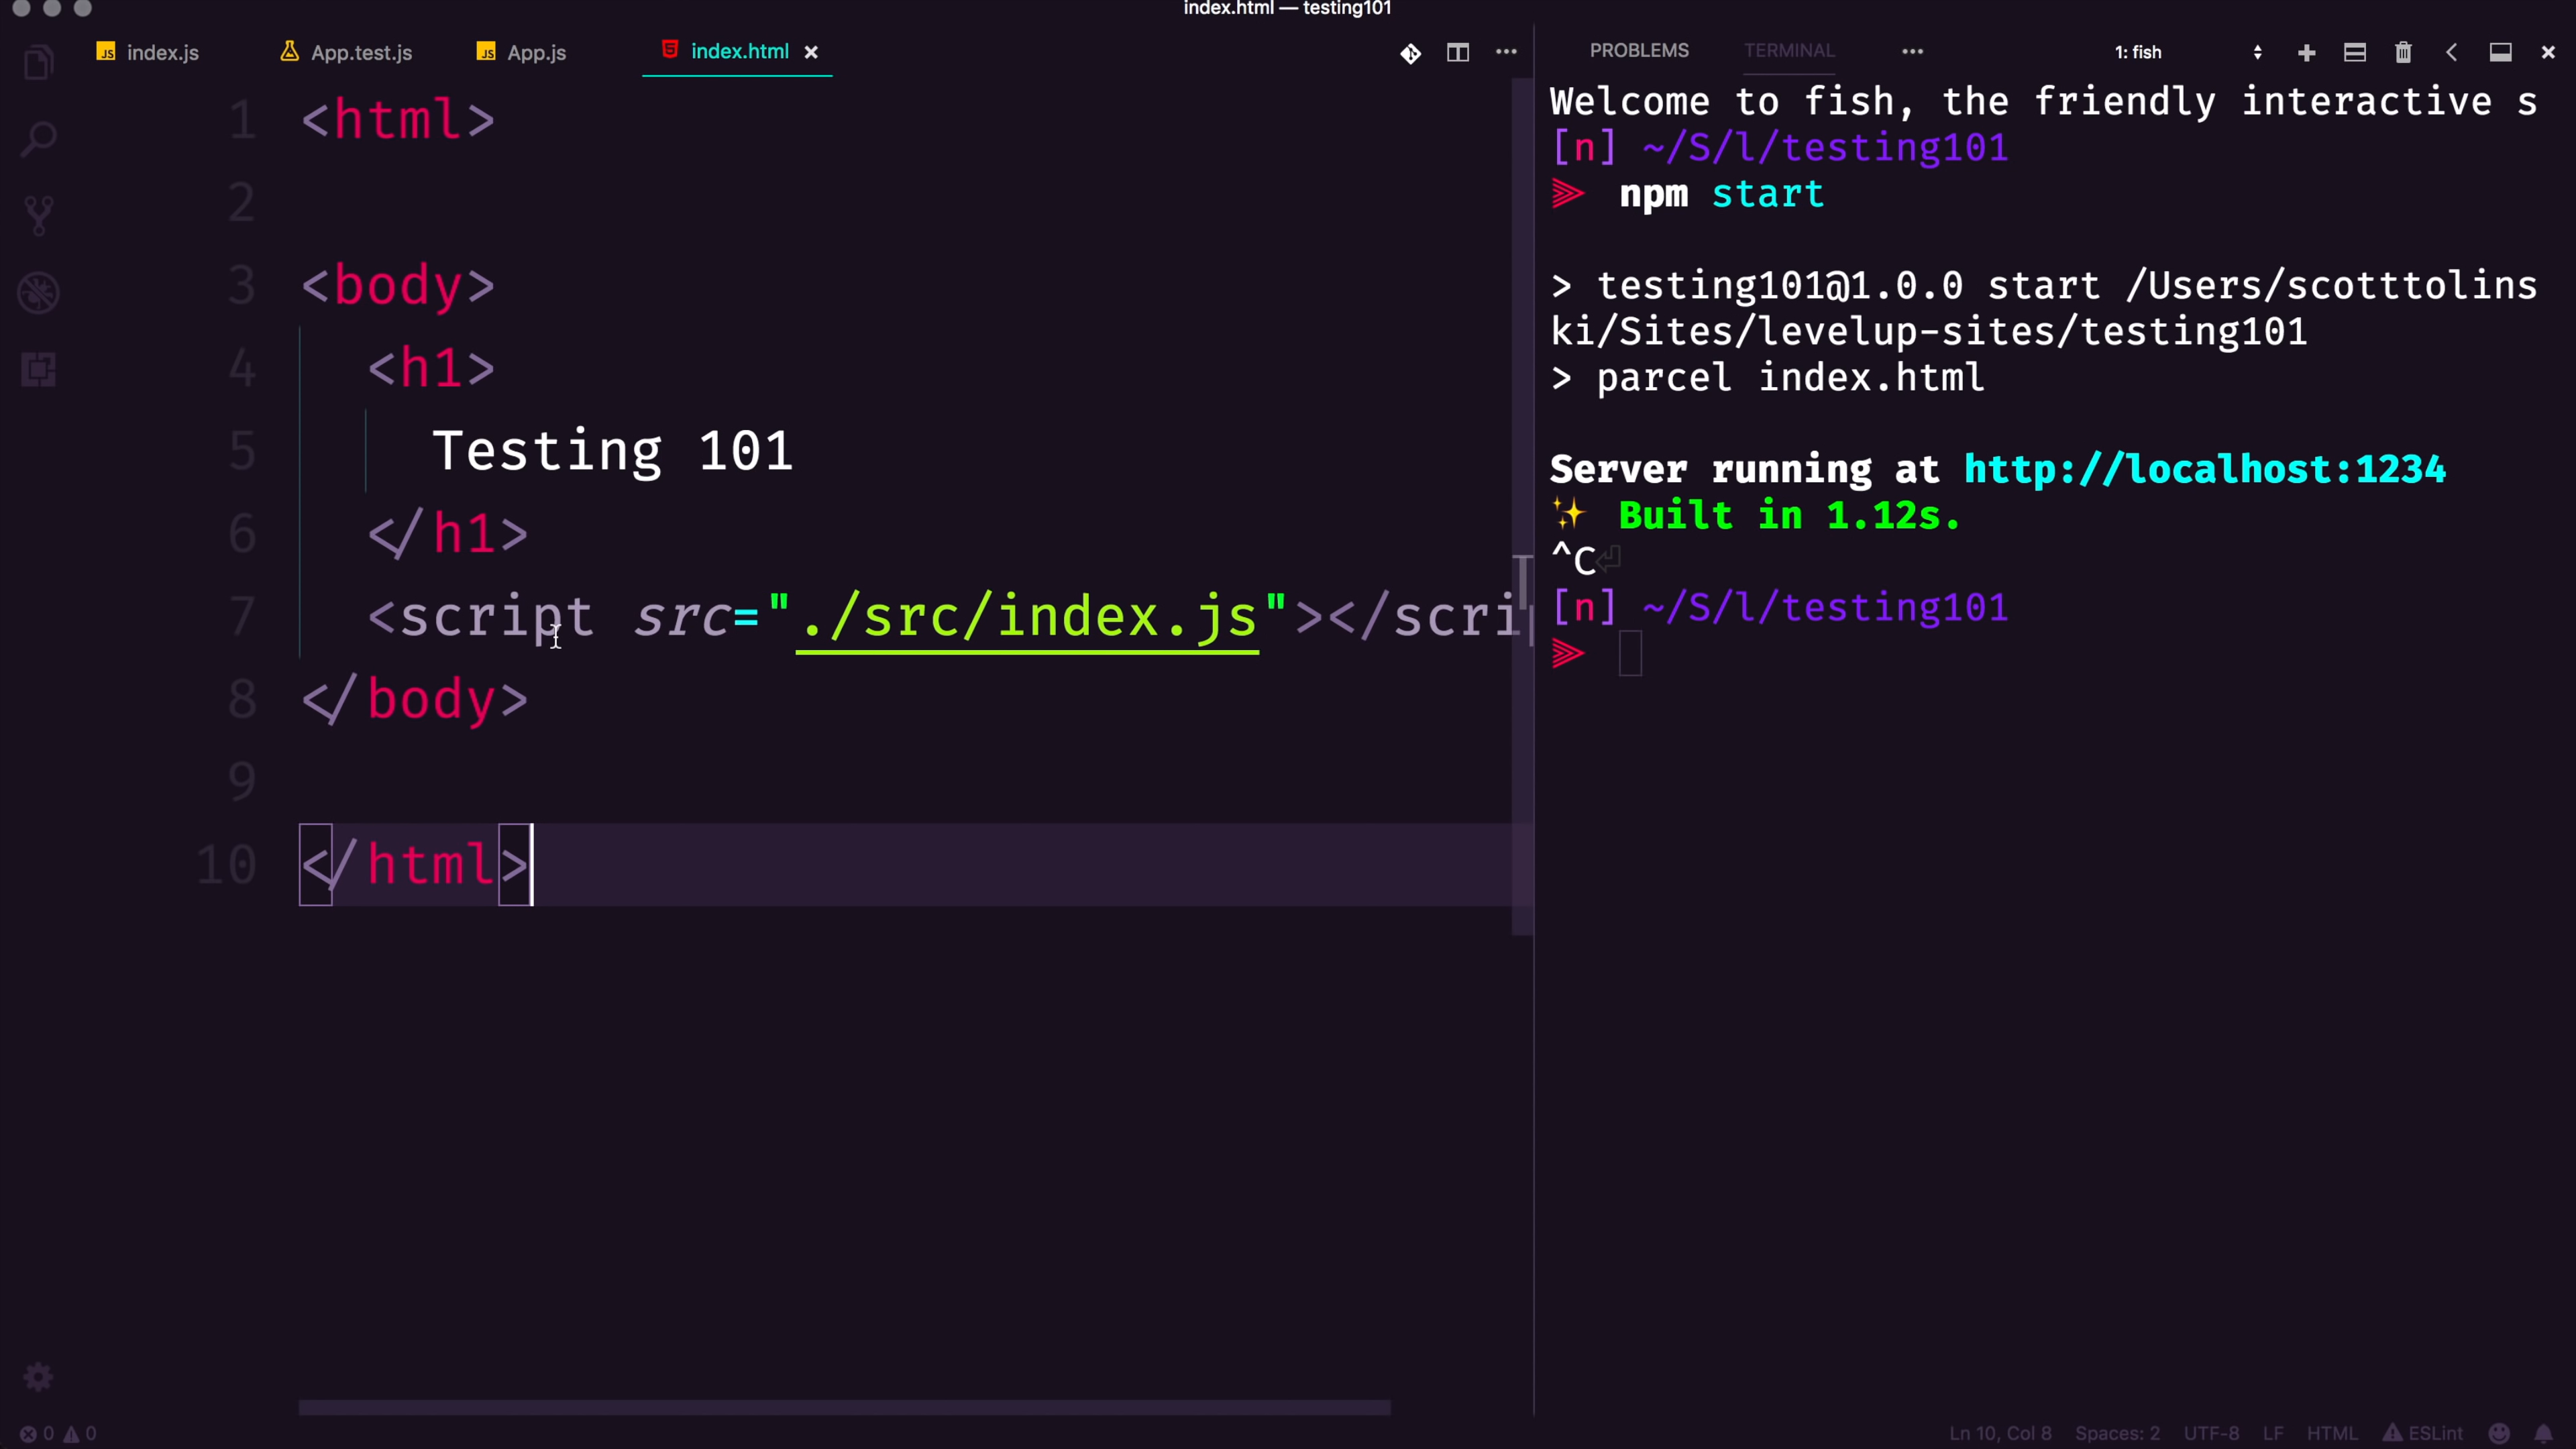 index.html — testing101
index.js
App.test.js
App.js
index.html
1 <html>
2
3 <body>
4 <h1>
5 Testing 101
6 </h1>
7 <script src="./src/index.js"></scrip
8 </body>
9
10 </html>
PROBLEMS
TERMINAL
1: fish
Welcome to fish, the friendly interactive s
[n] ~/S/l/testing101
npm start
> testing101@1.0.0 start /Users/scotttolins
ki/Sites/levelup-sites/testing101
> parcel index.html
Server running at http://localhost:1234
✨ Built in 1.12s.
^C⏎
[n] ~/S/l/testing101
0 0
Ln 10, Col 8 Spaces: 2 UTF-8 LF HTML ESLint